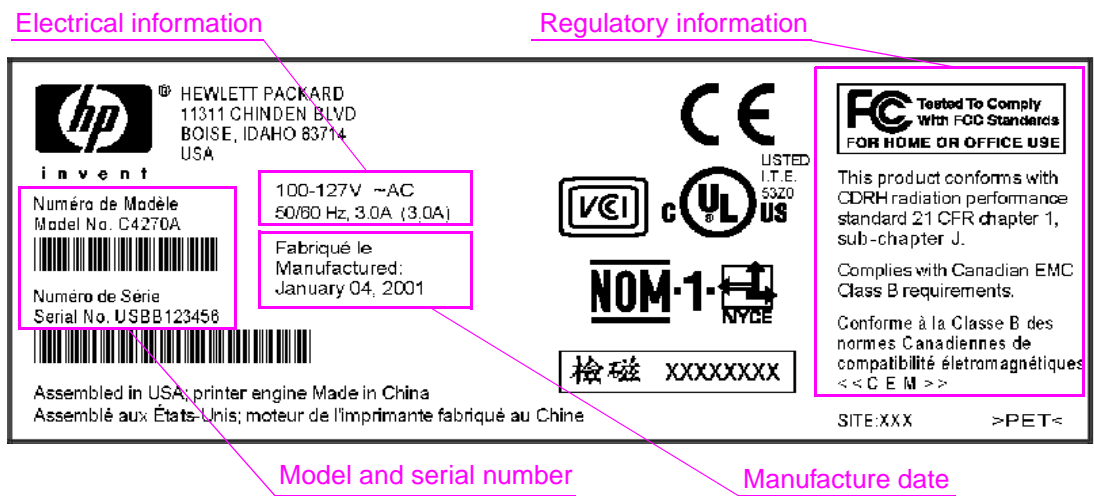 Electrical information
Regulatory information
hp
invent
®
HEWLETT PACKARD
11311 CHINDEN BLVD
BOISE, IDAHO 83714
USA
Numéro de Modèle
Model No. C4270A
Numéro de Série
Serial No. USBB123456
100-127V ~AC
50/60 Hz, 3.0A (3,0A)
Fabriqué le
Manufactured:
January 04, 2001
Assembled in USA; printer engine Made in China
Assemblé aux États-Unis; moteur de l'imprimante fabriqué au Chine
CE
VCI
C UL ® US
LISTED
I.T.E.
53Z0
NOM-1-
NYCE
檢磁 XXXXXXXX
FC Tested To Comply
With FCC Standards
FOR HOME OR OFFICE USE
This product conforms with
CDRH radiation performance
standard 21 CFR chapter 1,
sub-chapter J.
Complies with Canadian EMC
Class B requirements.
Conforme à la Classe B des
normes Canadiennes de
compatibilité életromagnétiques
<<CEM>>
SITE:XXX >PET<
Model and serial number
Manufacture date